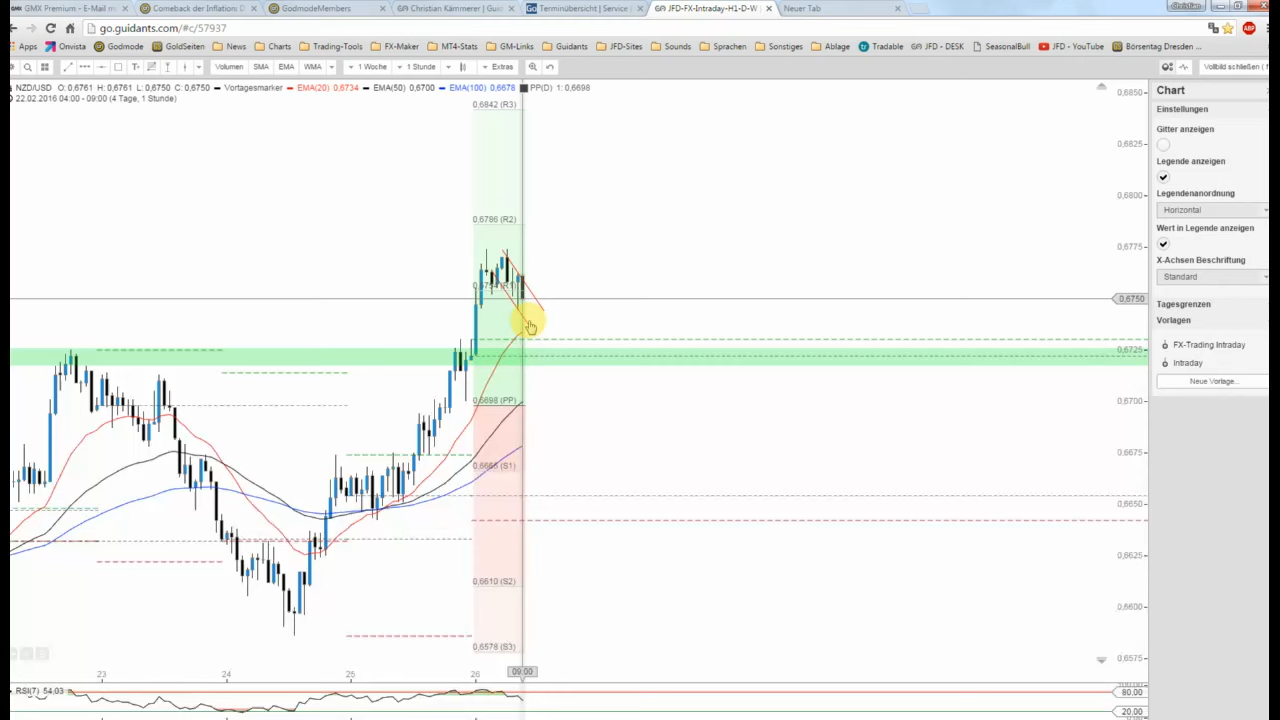 GMX Premium - E-Mail m
Comeback der Inflation: D
GodmodeMembers
Christian Kämmerer | Gui
Terminübersicht | Service |
JFD-FX-Intraday-H1-D-W
Neuer Tab
Christian
go.guidants.com/#c/57937
Apps
Onvista
Godmode
GoldSeiten
News
Charts
Trading-Tools
FX-Maker
MT4-Stats
GM-Links
Guidants
JFD-Sites
Sounds
Sprachen
Sonstiges
Ablage
Tradable
JFD - DESK
SeasonalBull
JFD - YouTube
Börsentag Dresden ...
Volumen
SMA
EMA
WMA
1 Woche
1 Stunde
Extras
Vollbild schließen (
NZD/USD O: 0,6761 H: 0,6761 L: 0,6750 C: 0,6750
Vortagesmarker
EMA(20) 0,6734
EMA(50) 0,6700
EMA(100) 0,6678
PP(D) 1: 0,6698
22.02.2016 04:00 - 09:00 (4 Tage, 1 Stunde)
0,6842 (R3)
0,6786 (R2)
0,6698 (PP)
0,6665 (S1)
0,6610 (S2)
0,6578 (S3)
0,6850
0,6825
0,6800
0,6775
0,6750
0,6725
0,6700
0,6675
0,6650
0,6625
0,6600
0,6575
23
24
25
26
09:00
RSI(7) 54,03
80,00
20,00
Chart
Einstellungen
Gitter anzeigen
Legende anzeigen
Legendenanordnung
Horizontal
Wert in Legende anzeigen
X-Achsen Beschriftung
Standard
Tagesgrenzen
Vorlagen
FX-Trading Intraday
Intraday
Neue Vorlage...